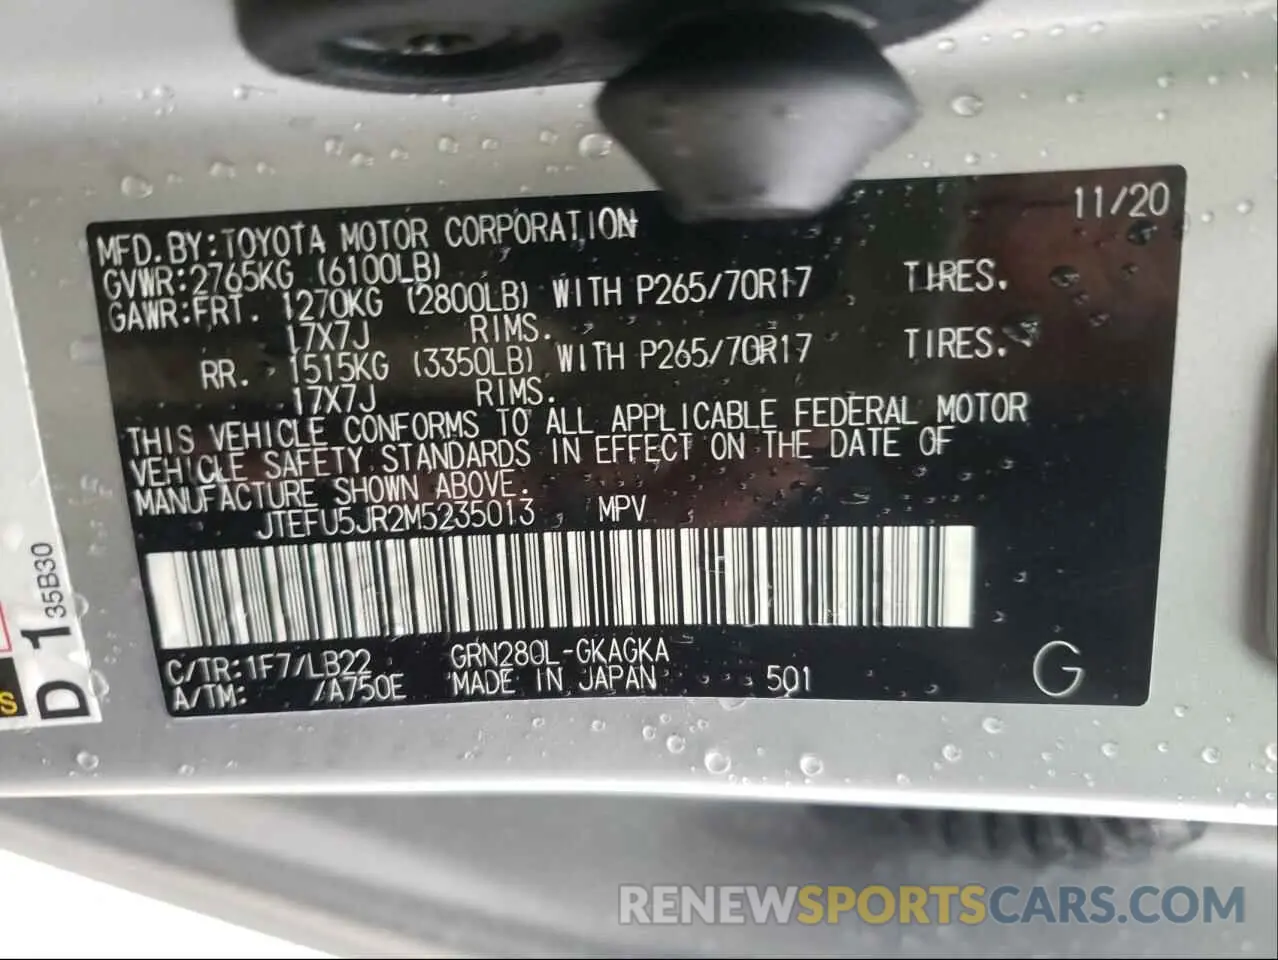 11/20
MFD.BY:TOYOTA MOTOR CORPORATION
GVWR:2765KG (6100LB)
GAWR:FRT. 1270KG (2800LB) WITH P265/70R17 TIRES.
17X7J RIMS.
RR. 1515KG (3350LB) WITH P265/70R17 TIRES.
17X7J RIMS.
THIS VEHICLE CONFORMS TO ALL APPLICABLE FEDERAL MOTOR
VEHICLE SAFETY STANDARDS IN EFFECT ON THE DATE OF
MANUFACTURE SHOWN ABOVE.
JTEFU5JR2M5235013 MPV
C/TR:1F7/LB22 GRN280L-GKAGKA
A/TM: /A750E MADE IN JAPAN 501
G
D 1 35B30
S
RENEWSPORTSCARS.COM